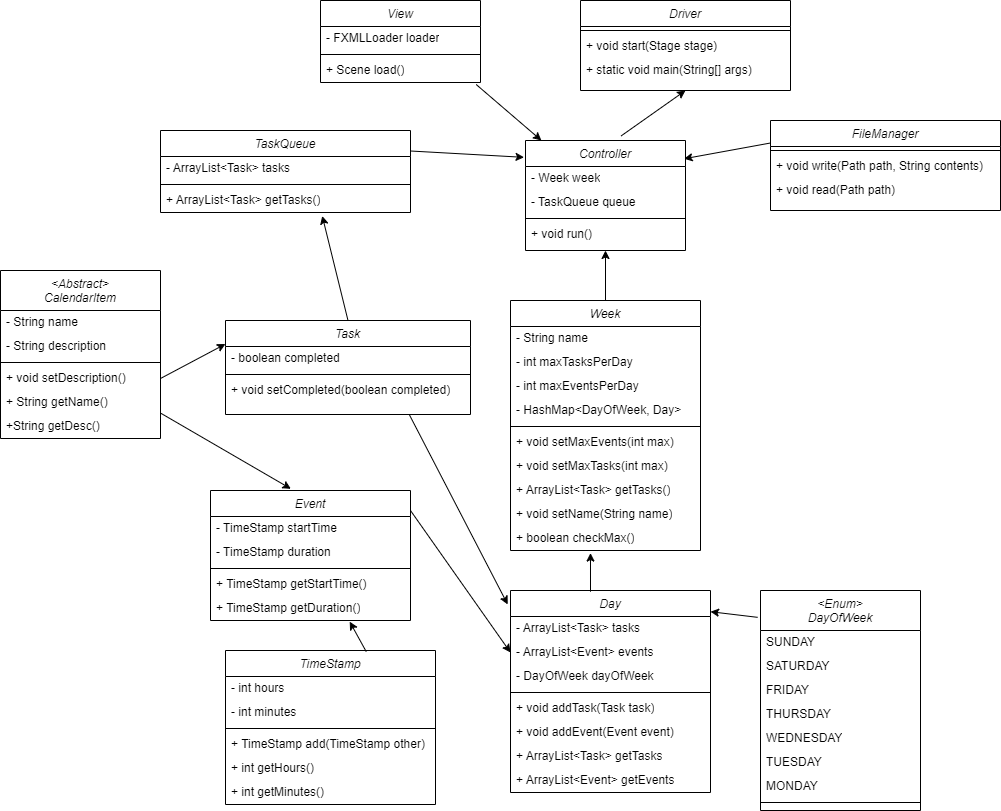 View
- FXMLLoader loader
+ Scene load()
Driver
+ void start(Stage stage)
+ static void main(String[] args)
TaskQueue
- ArrayList<Task> tasks
+ ArrayList<Task> getTasks()
Controller
- Week week
- TaskQueue queue
+ void run()
FileManager
+ void write(Path path, String contents)
+ void read(Path path)
<Abstract>
CalendarItem
- String name
- String description
+ void setDescription()
+ String getName()
+String getDesc()
Task
- boolean completed
+ void setCompleted(boolean completed)
Week
- String name
- int maxTasksPerDay
- int maxEventsPerDay
- HashMap<DayOfWeek, Day>
+ void setMaxEvents(int max)
+ void setMaxTasks(int max)
+ ArrayList<Task> getTasks()
+ void setName(String name)
+ boolean checkMax()
Event
- TimeStamp startTime
- TimeStamp duration
+ TimeStamp getStartTime()
+ TimeStamp getDuration()
TimeStamp
- int hours
- int minutes
+ TimeStamp add(TimeStamp other)
+ int getHours()
+ int getMinutes()
Day
- ArrayList<Task> tasks
- ArrayList<Event> events
- DayOfWeek dayOfWeek
+ void addTask(Task task)
+ void addEvent(Event event)
+ ArrayList<Task> getTasks
+ ArrayList<Event> getEvents
<Enum>
DayOfWeek
SUNDAY
SATURDAY
FRIDAY
THURSDAY
WEDNESDAY
TUESDAY
MONDAY